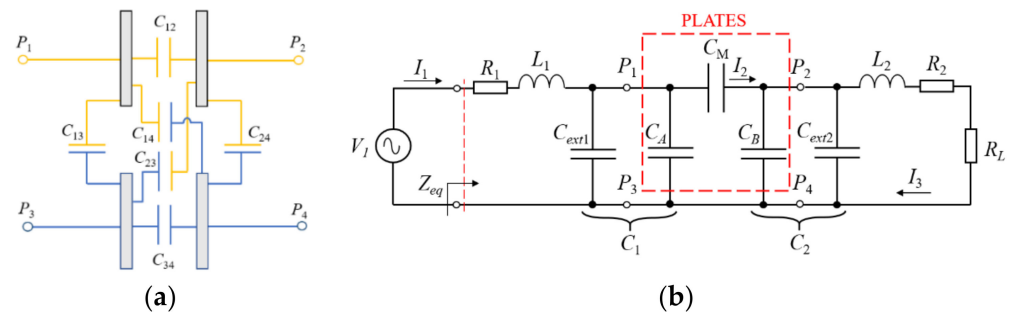 C12
P1
P2
C13
C14
C24
C23
P3
P4
C34
(a)
PLATES
CM
I1
R1
L1
P1
I2
P2
L2
R2
V1
Cext1
CA
CB
Cext2
RL
Zeq
P3
P4
I3
C1
C2
(b)